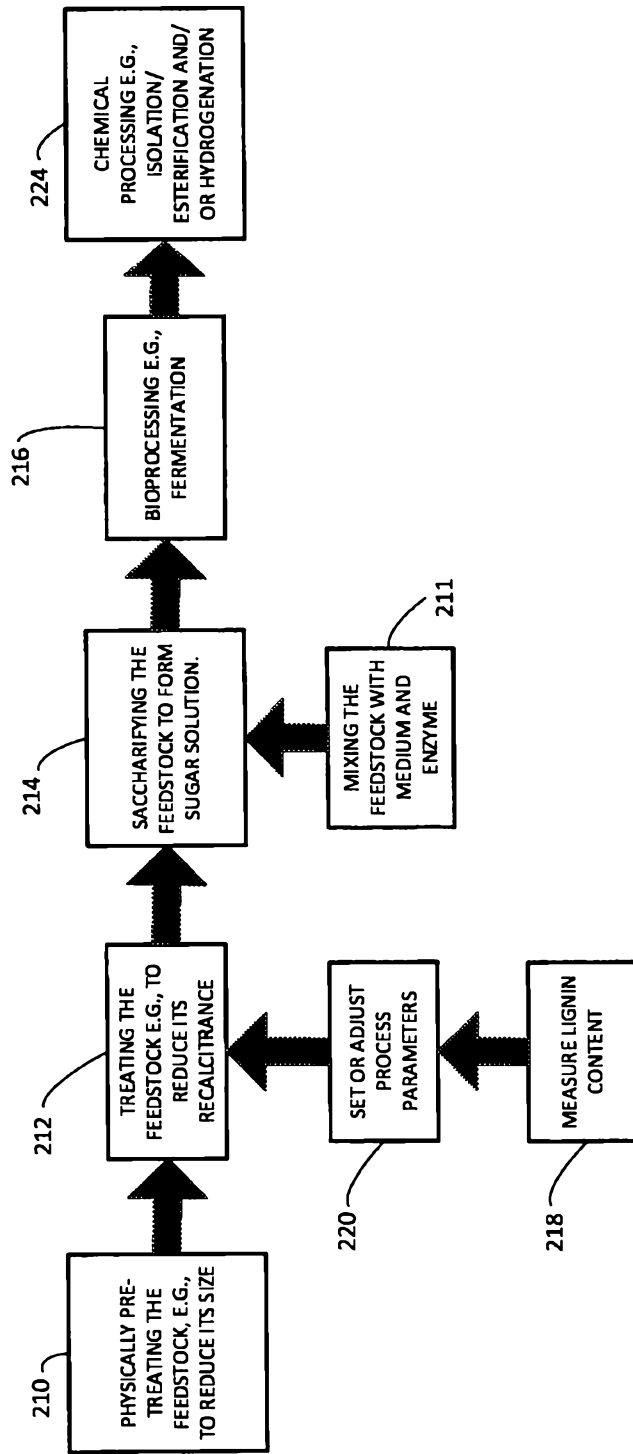 210
PHYSICALLY PRE-
TREATING THE
FEEDSTOCK, E.G.,
TO REDUCE ITS SIZE
212
TREATING THE
FEEDSTOCK E.G., TO
REDUCE ITS
RECALCITRANCE
214
SACCHARIFYING THE
FEEDSTOCK TO FORM
SUGAR SOLUTION.
216
BIOPROCESSING E.G.,
FERMENTATION
224
CHEMICAL
PROCESSING E.G.,
ISOLATION/
ESTERIFICATION AND/
OR HYDROGENATION
220
SET OR ADJUST
PROCESS
PARAMETERS
211
MIXING THE
FEEDSTOCK WITH
MEDIUM AND
ENZYME
218
MEASURE LIGNIN
CONTENT